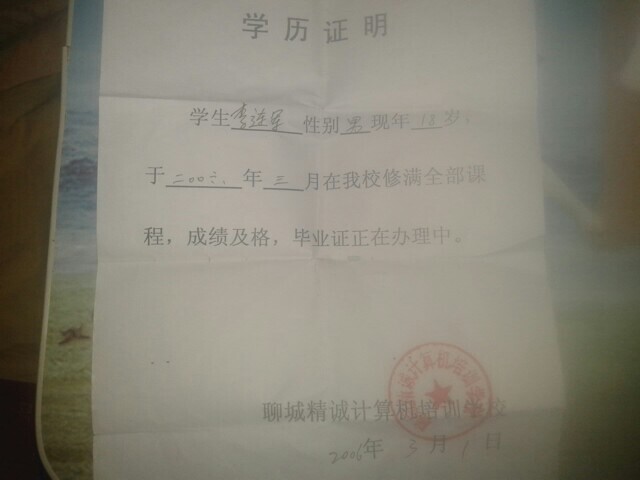 学历证明
学生李 性别男现年18岁，
于二00六年三月在我校修满全部课
程，成绩及格，毕业证正在办理中。
聊城精诚计算机培训学校
2006年3月1日